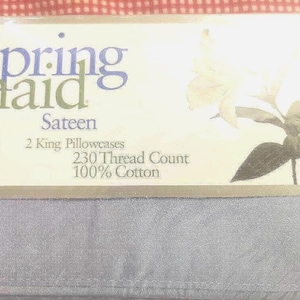 pring
aid
Sateen
2 King Pillowcases
230 Thread Count
100% Cotton